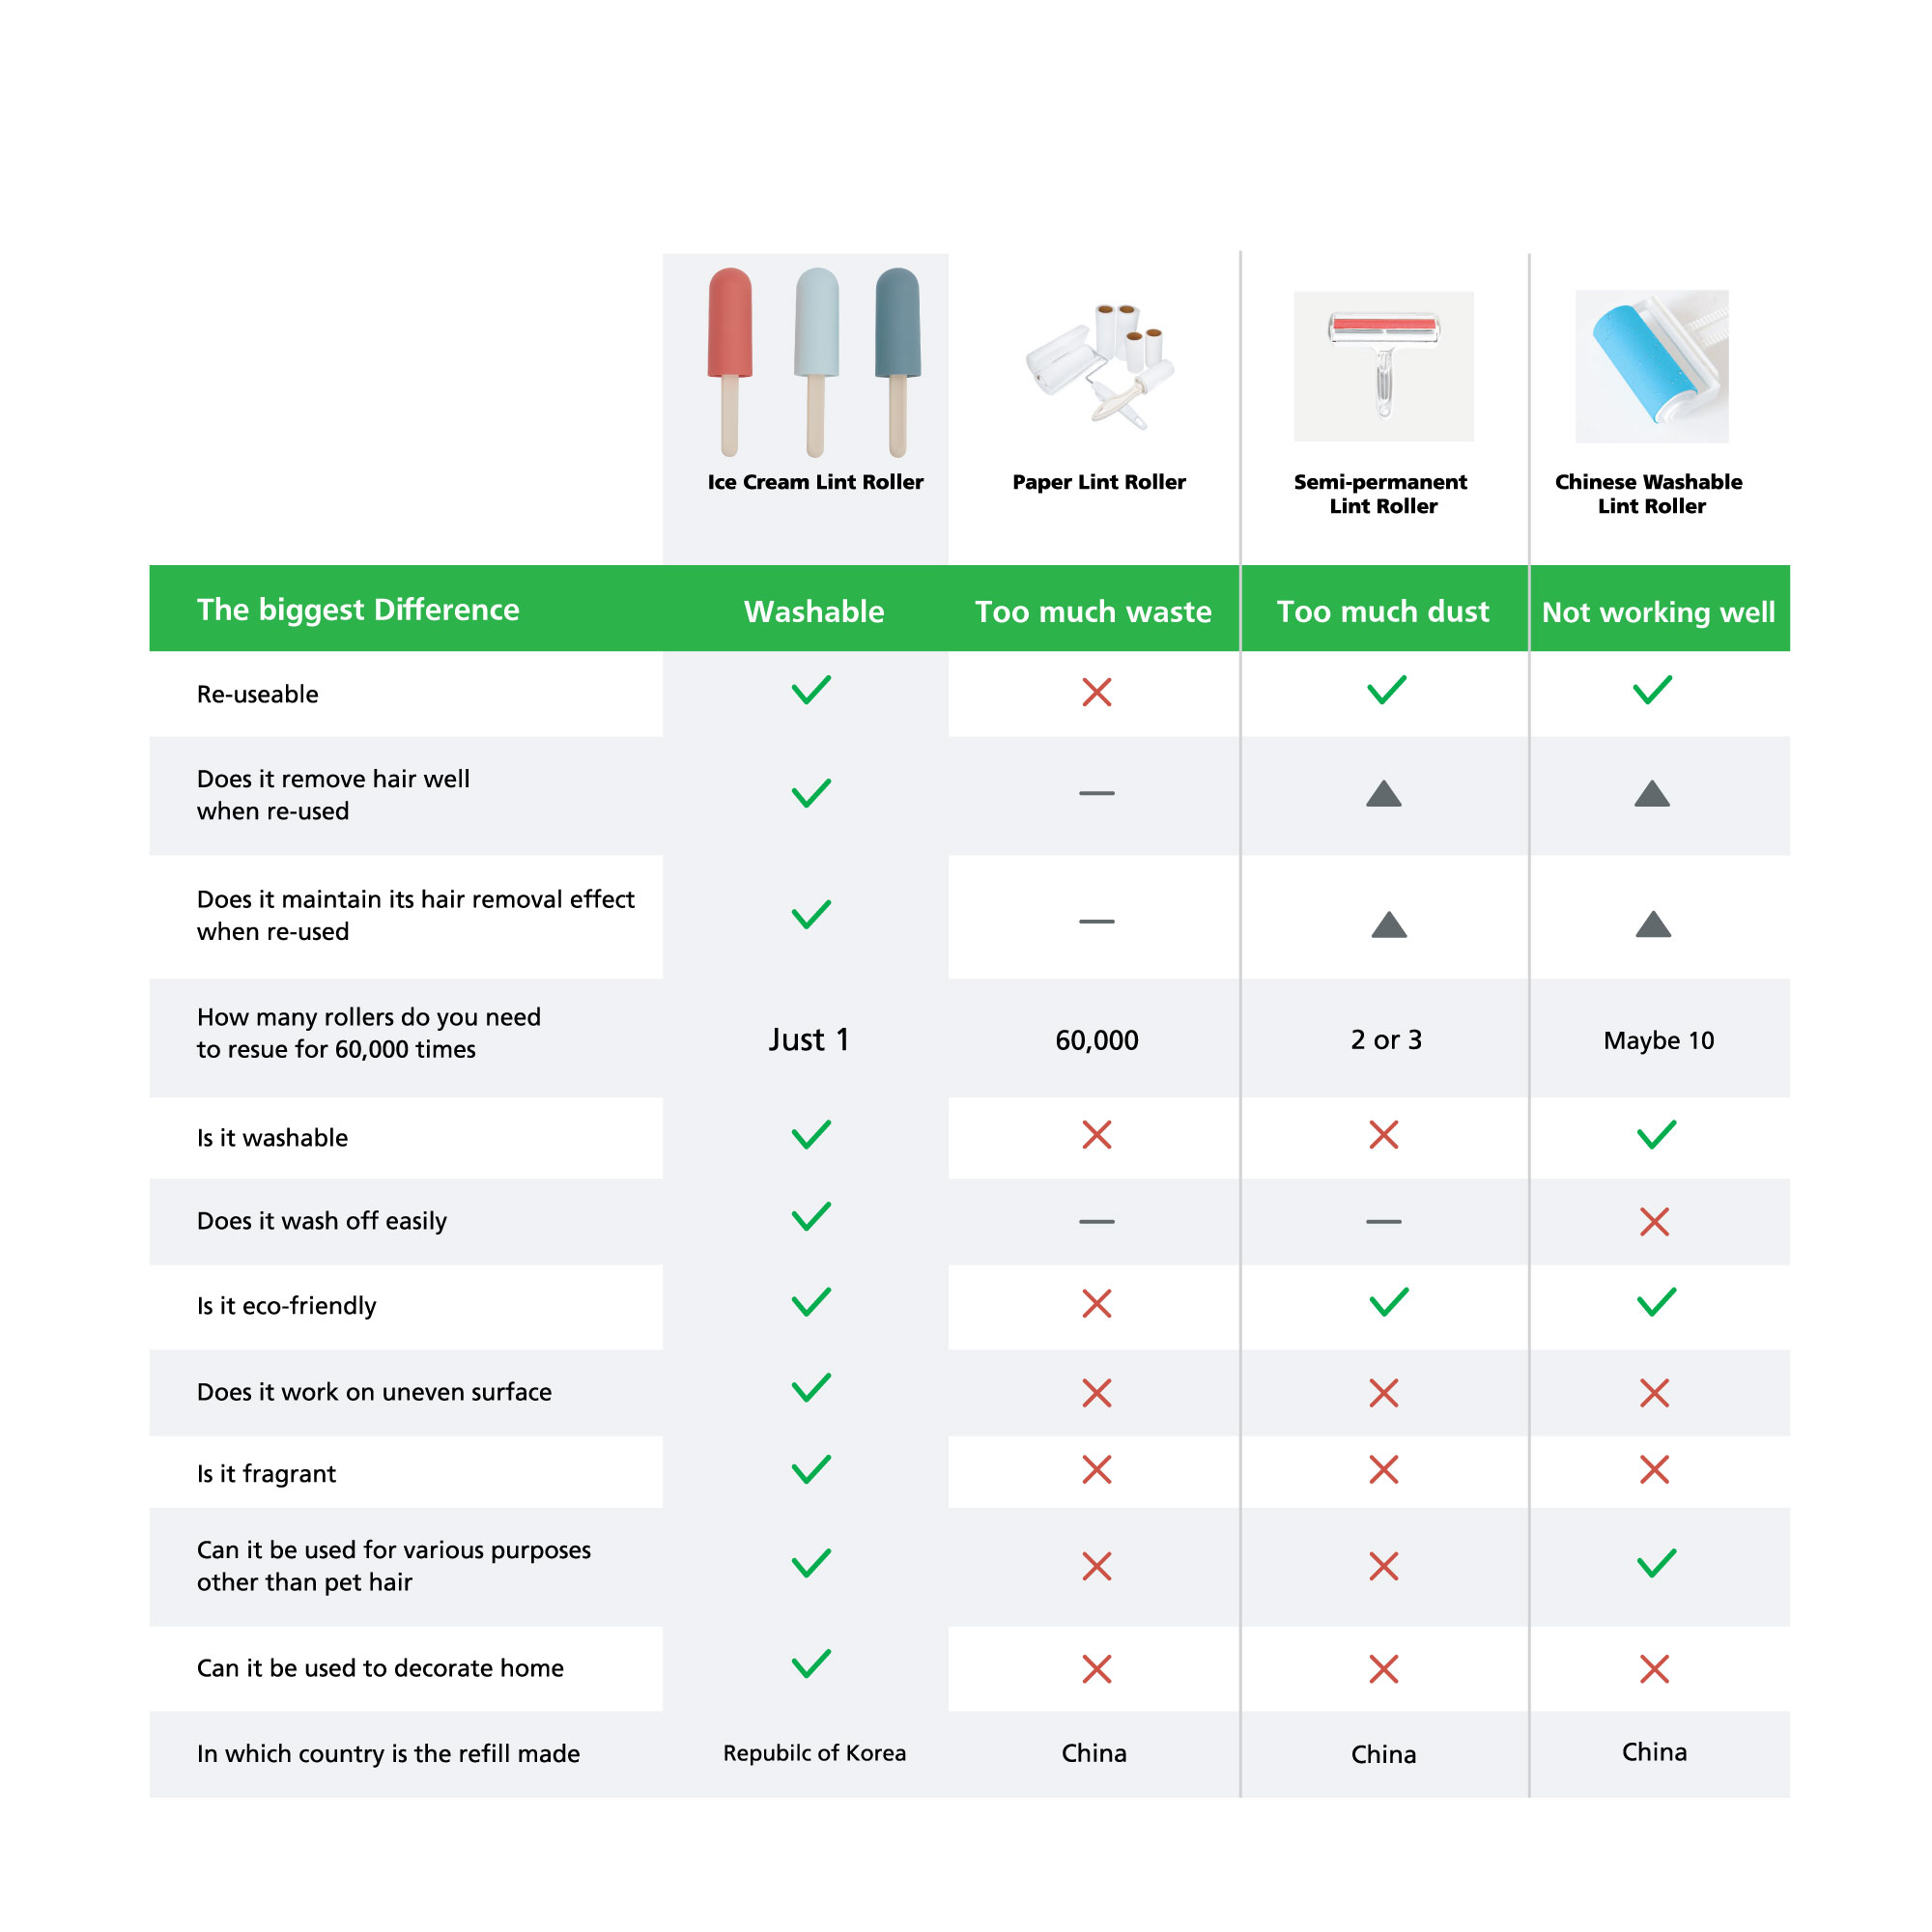 Ice Cream Lint Roller
Paper Lint Roller
Semi-permanent
Lint Roller
Chinese Washable
Lint Roller
The biggest Difference
Washable
Too much waste
Too much dust
Not working well
Re-useable
Does it remove hair well
when re-used
Does it maintain its hair removal effect
when re-used
How many rollers do you need
to resue for 60,000 times
Just 1
60,000
2 or 3
Maybe 10
Is it washable
Does it wash off easily
Is it eco-friendly
Does it work on uneven surface
Is it fragrant
Can it be used for various purposes
other than pet hair
Can it be used to decorate home
In which country is the refill made
Repubilc of Korea
China
China
China